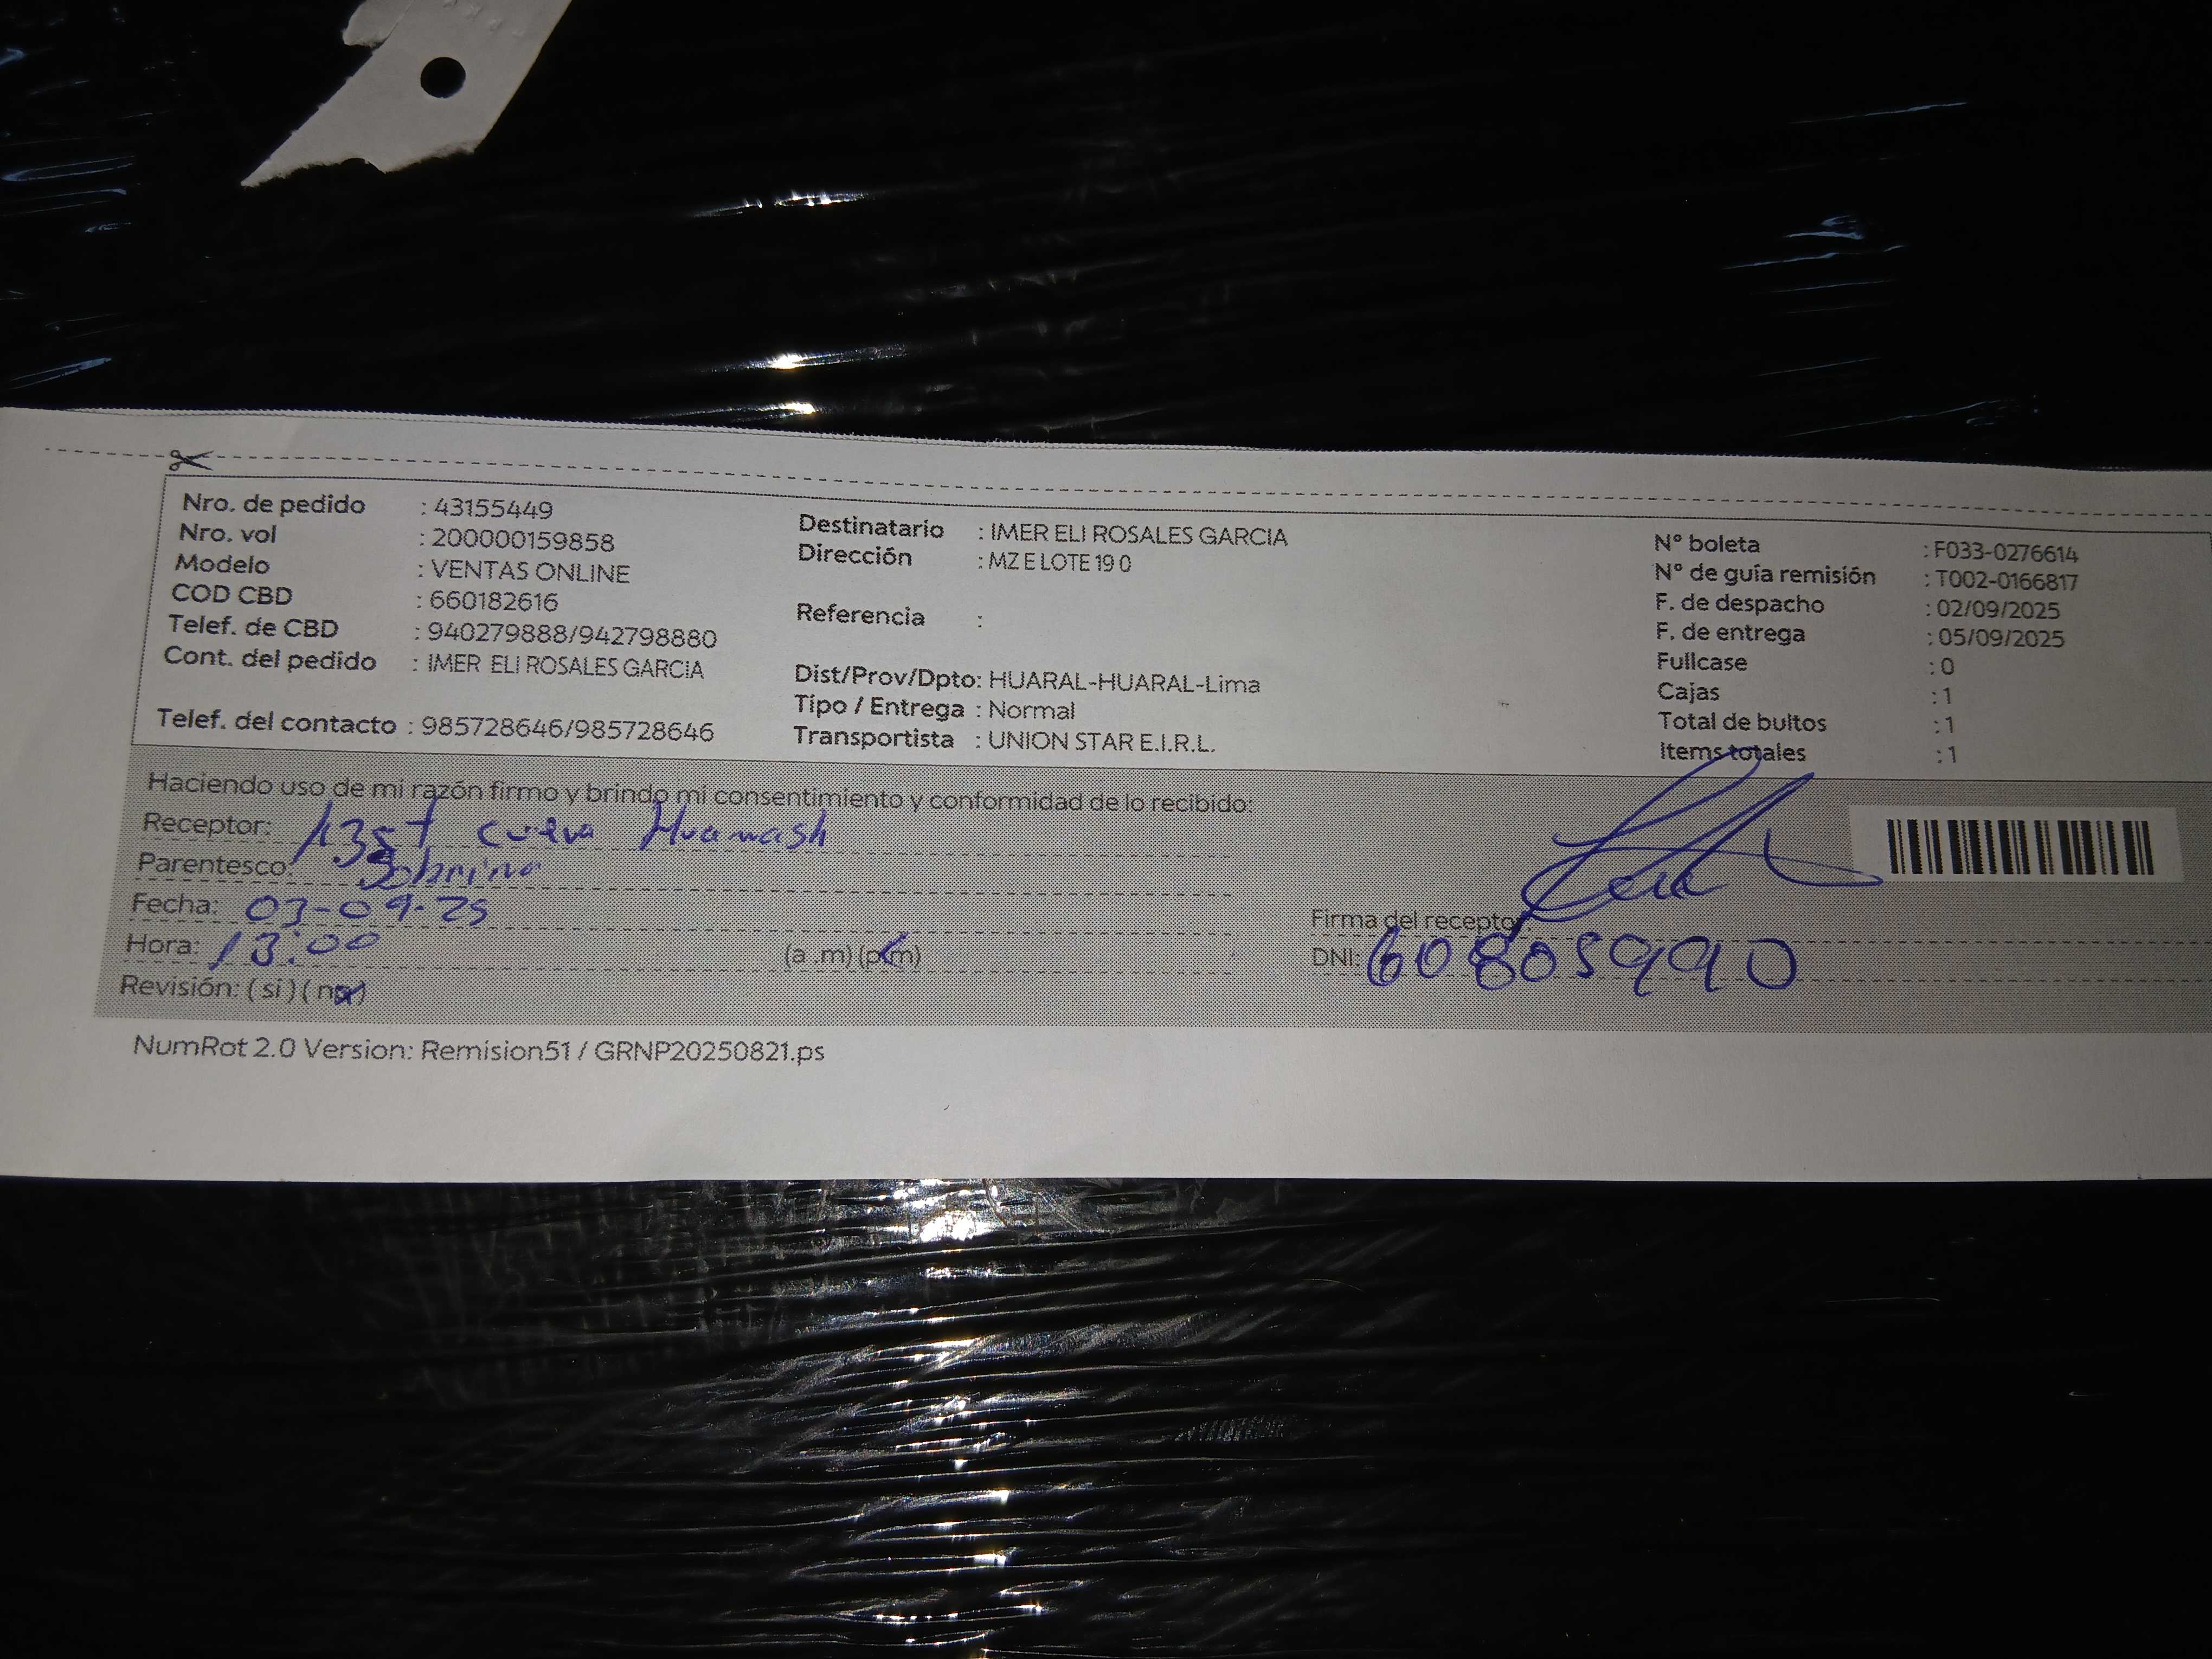 Nro. de pedido : 43155449
Nro. vol : 200000159858
Modelo : VENTAS ONLINE
COD CBD : 660182616
Telef. de CBD : 940279888/942798880
Cont. del pedido : IMER ELI ROSALES GARCIA
Telef. del contacto : 985728646/985728646
Destinatario : IMER ELI ROSALES GARCIA
Dirección : MZ E LOTE 19 0
Referencia :
Dist/Prov/Dpto: HUARAL-HUARAL-Lima
Tipo / Entrega : Normal
Transportista : UNION STAR E.I.R.L.
N° boleta : F033-0276614
N° de guía remisión : T002-0166817
F. de despacho : 02/09/2025
F. de entrega : 05/09/2025
Fullcase : 0
Cajas : 1
Total de bultos : 1
Items totales : 1
Haciendo uso de mi razón firmo y brindo mi consentimiento y conformidad de lo recibido:
Receptor: cueva
Parentesco: Sobrino
Fecha: 03-09-25
Hora: 13:00 (a .m) (p.m)
Revisión: (si) (no)
Firma del receptor:
DNI: 60805990
NumRot 2.0 Version: Remision51 / GRNP20250821.ps